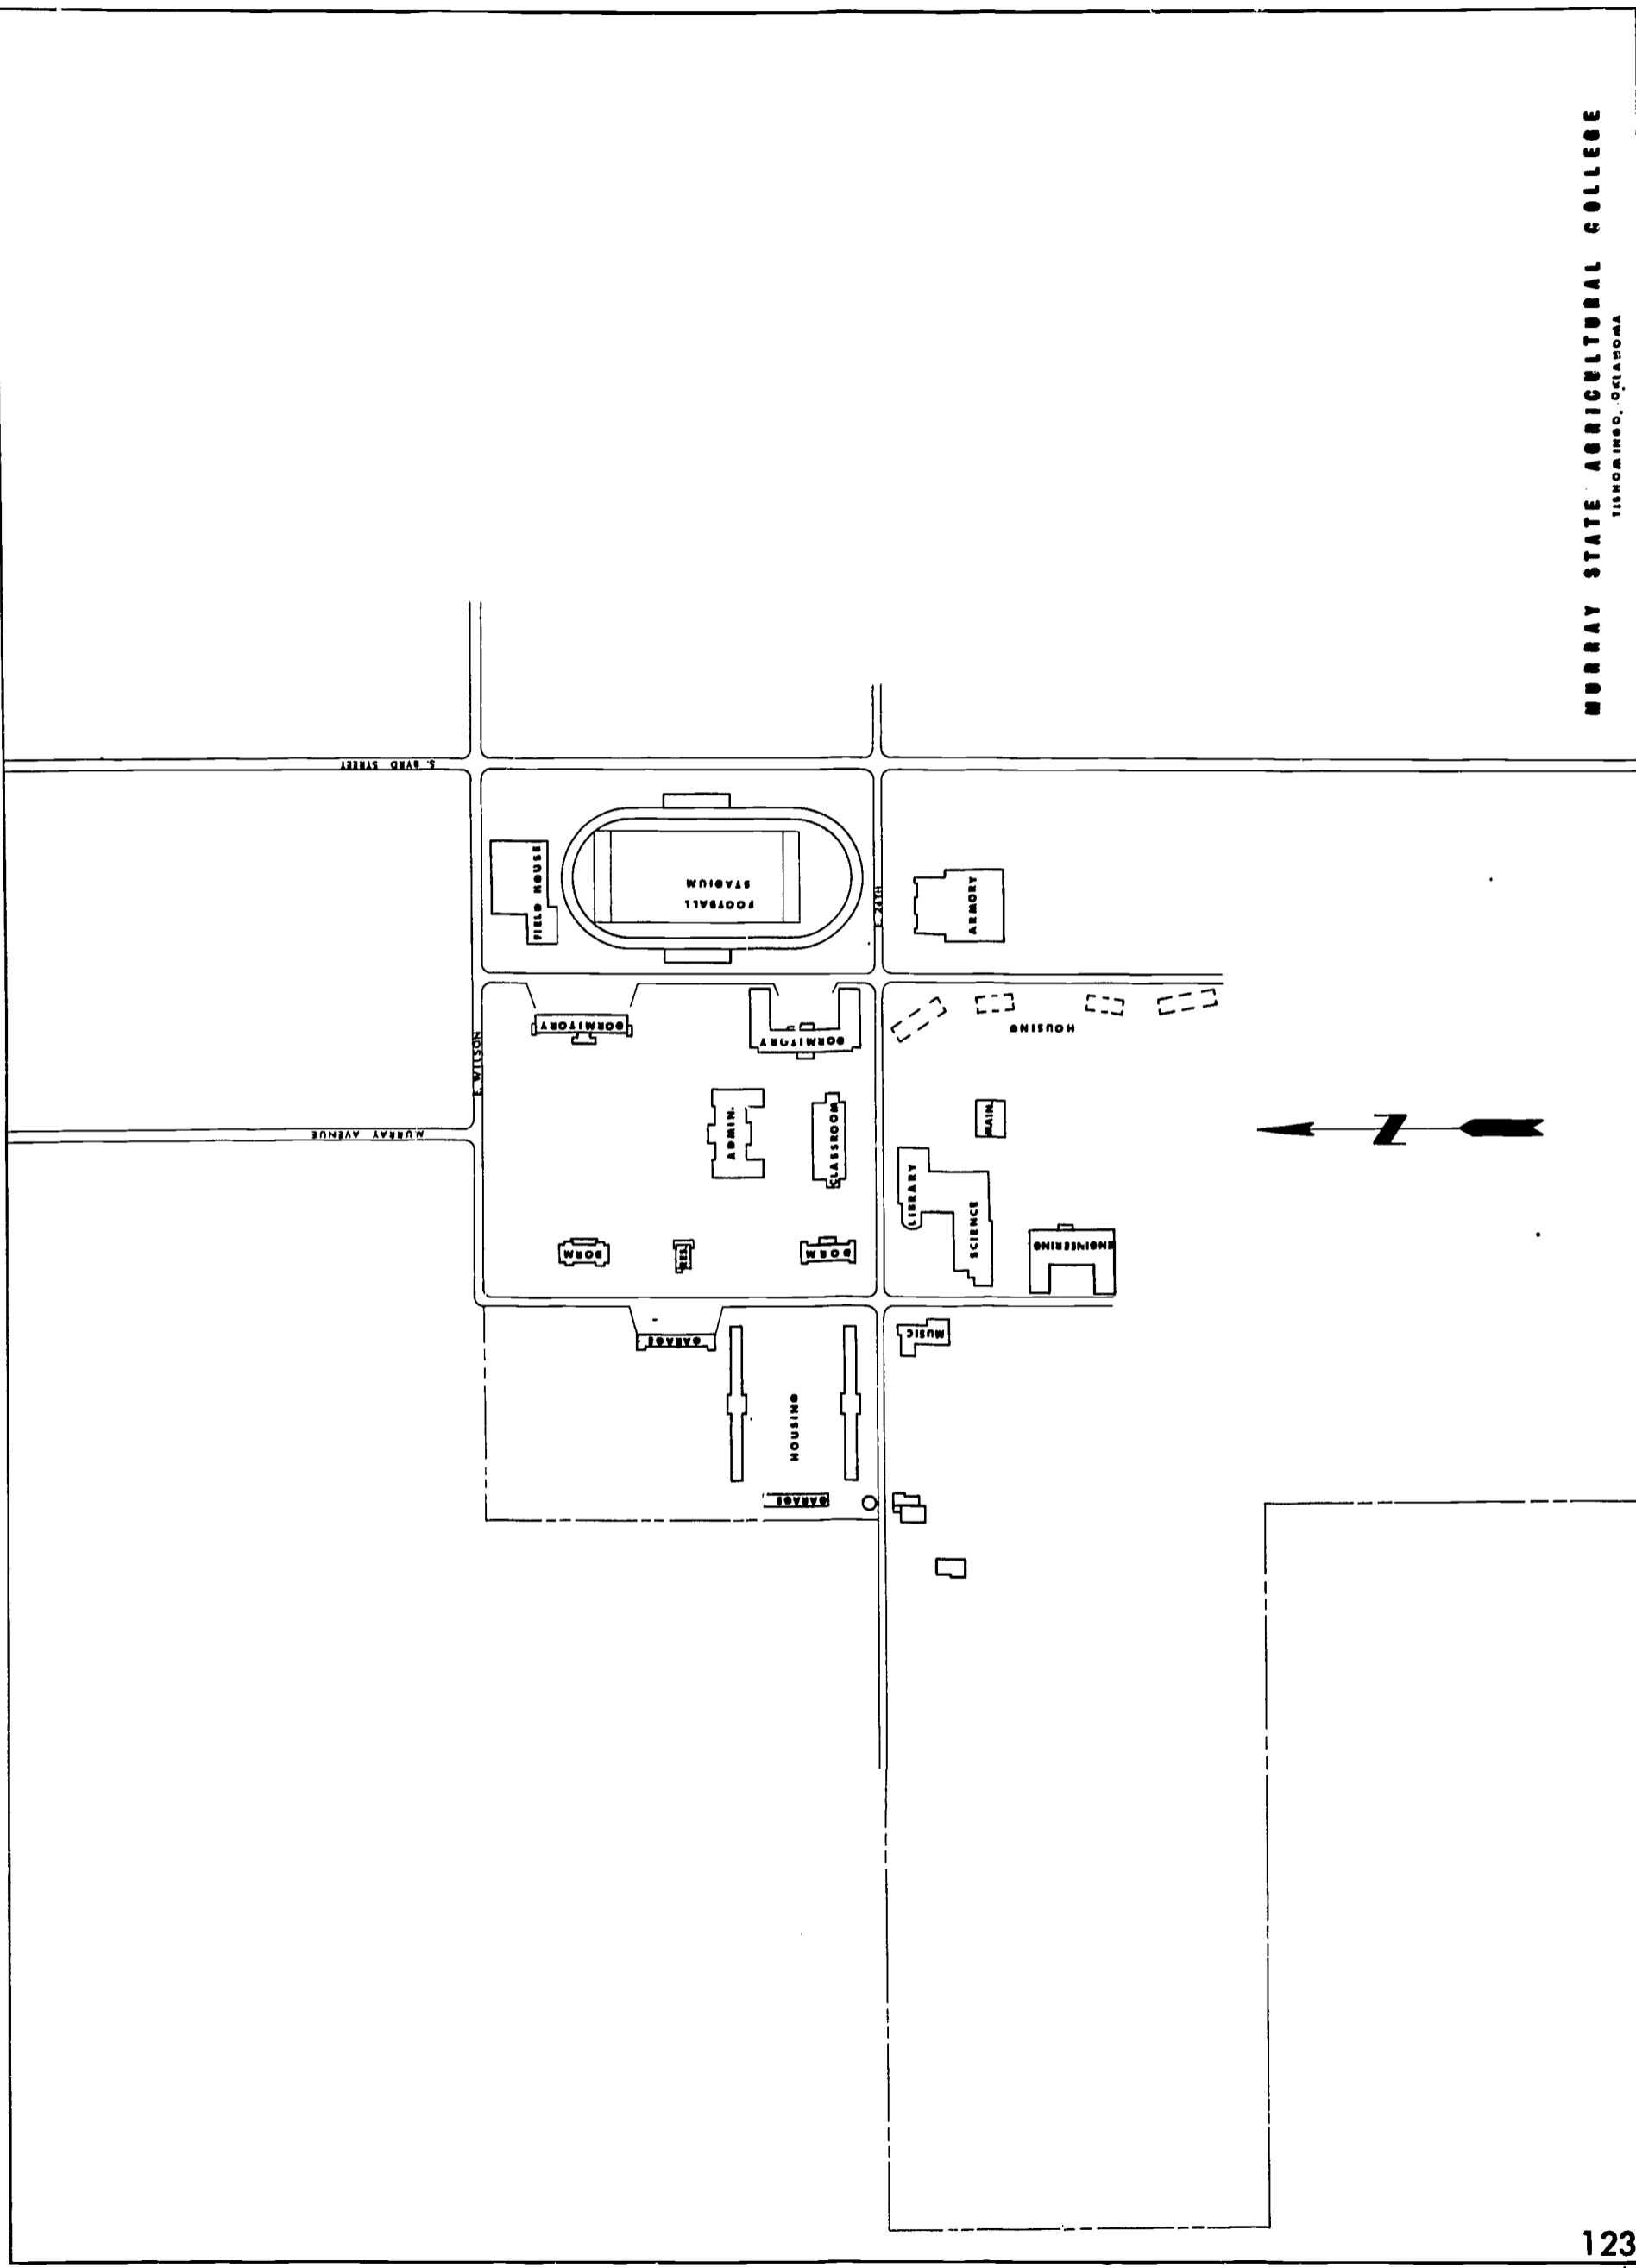 MURRAY STATE AGRICULTURAL COLLEGE
TISHOMINGO, OKLAHOMA
S. BYRD STREET
FIELD HOUSE
FOOTBALL
STADIUM
E. 24TH
ARMORY
E. WILSON
MURRAY AVENUE
DORMITORY
DORMITORY
HOUSING
ADMIN.
CLASSROOM
MAIN.
LIBRARY
SCIENCE
ENGINEERING
DORM
RES.
DORM
GARAGE
MUSIC
HOUSING
GARAGE
N
123